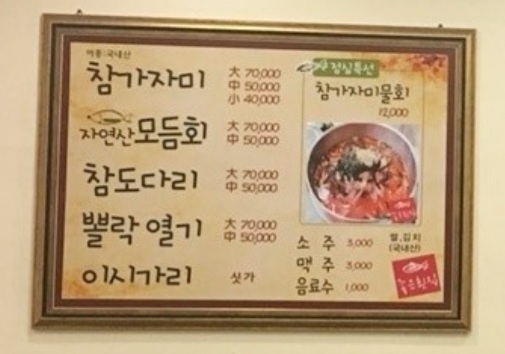 어종:국내산
참가자미 大 70,000
中 50,000
小 40,000
자연산모듬회 大 70,000
中 50,000
참도다리 大 70,000
中 50,000
뽈락 열기 大 70,000
中 50,000
이시가리 싯가
점심특선
참가자미물회
12,000
소주 3,000
맥주 3,000
음료수 1,000
쌀,김치
(국내산)